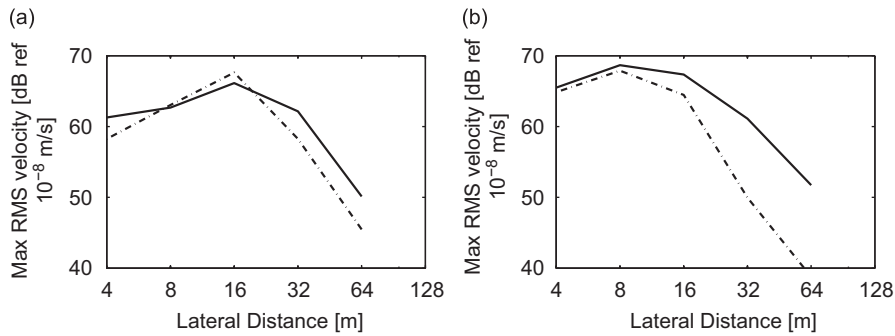 (a)
70
60
50
40
Max RMS velocity [dB ref
10⁻⁸ m/s]
4 8 16 32 64 128
Lateral Distance [m]
(b)
70
60
50
40
Max RMS velocity [dB ref
10⁻⁸ m/s]
4 8 16 32 64 128
Lateral Distance [m]